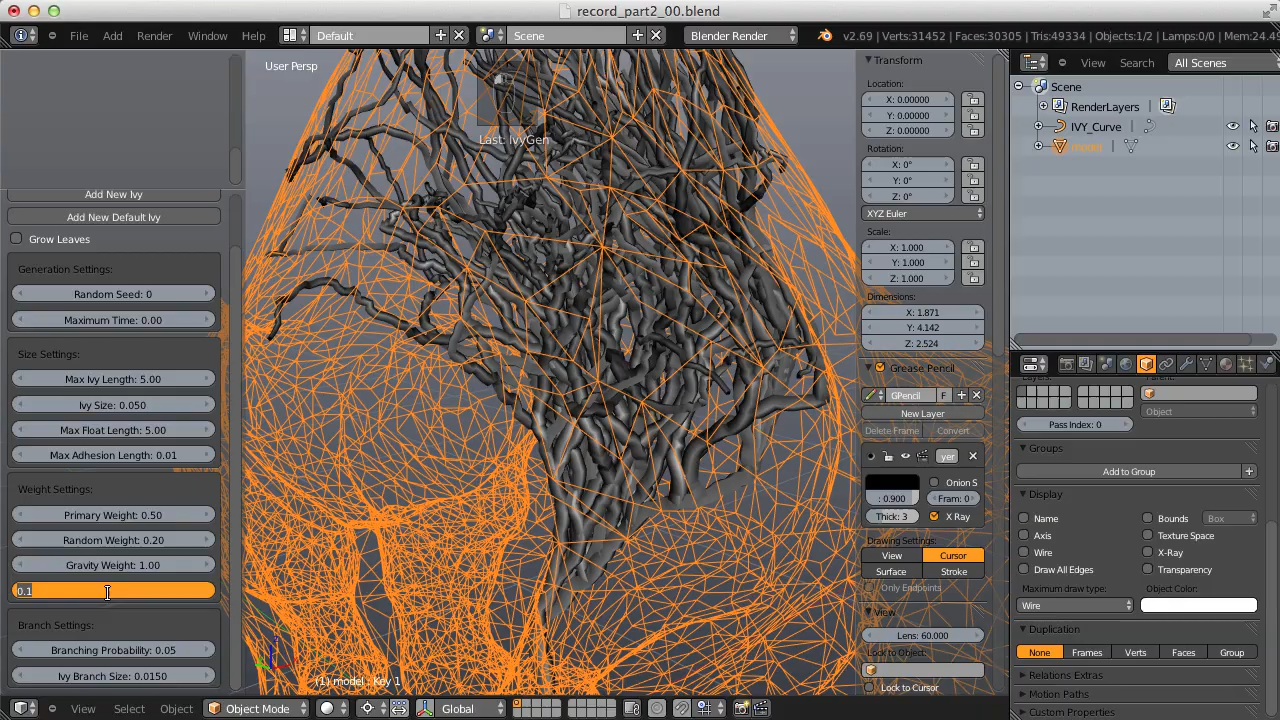 record_part2_00.blend
File Add Render Window Help Default Scene Blender Render v2.69 | Verts:31452 | Faces:30305 | Tris:49334 | Objects:1/2 | Lamps:0/0 | Mem:24.49
User Persp
Last: IvyGen
(1) model : Key 1
Add New Ivy
Add New Default Ivy
Grow Leaves
Generation Settings:
Random Seed: 0
Maximum Time: 0.00
Size Settings:
Max Ivy Length: 5.00
Ivy Size: 0.050
Max Float Length: 5.00
Max Adhesion Length: 0.01
Weight Settings:
Primary Weight: 0.50
Random Weight: 0.20
Gravity Weight: 1.00
0.1
Branch Settings:
Branching Probability: 0.05
Ivy Branch Size: 0.0150
Transform
Location:
X: 0.00000
Y: 0.00000
Z: 0.00000
Rotation:
X: 0°
Y: 0°
Z: 0°
XYZ Euler
Scale:
X: 1.000
Y: 1.000
Z: 1.000
Dimensions:
X: 1.871
Y: 4.142
Z: 2.524
Grease Pencil
GPencil F
New Layer
Delete Frame Convert
yer
Onion S
: 0.900 Fram: 0
Thick: 3 X Ray
Drawing Settings:
View Cursor
Surface Stroke
Only Endpoints
View
Lens: 60.000
Lock to Object:
Lock to Cursor
View Search All Scenes
Scene
RenderLayers
IVY_Curve
model
Layers: Parent:
Object
Pass Index: 0
Groups
Add to Group
Display
Name Bounds Box
Axis Texture Space
Wire X-Ray
Draw All Edges Transparency
Maximum draw type: Object Color:
Wire
Duplication
None Frames Verts Faces Group
Relations Extras
Motion Paths
Custom Properties
View Select Object Object Mode Global